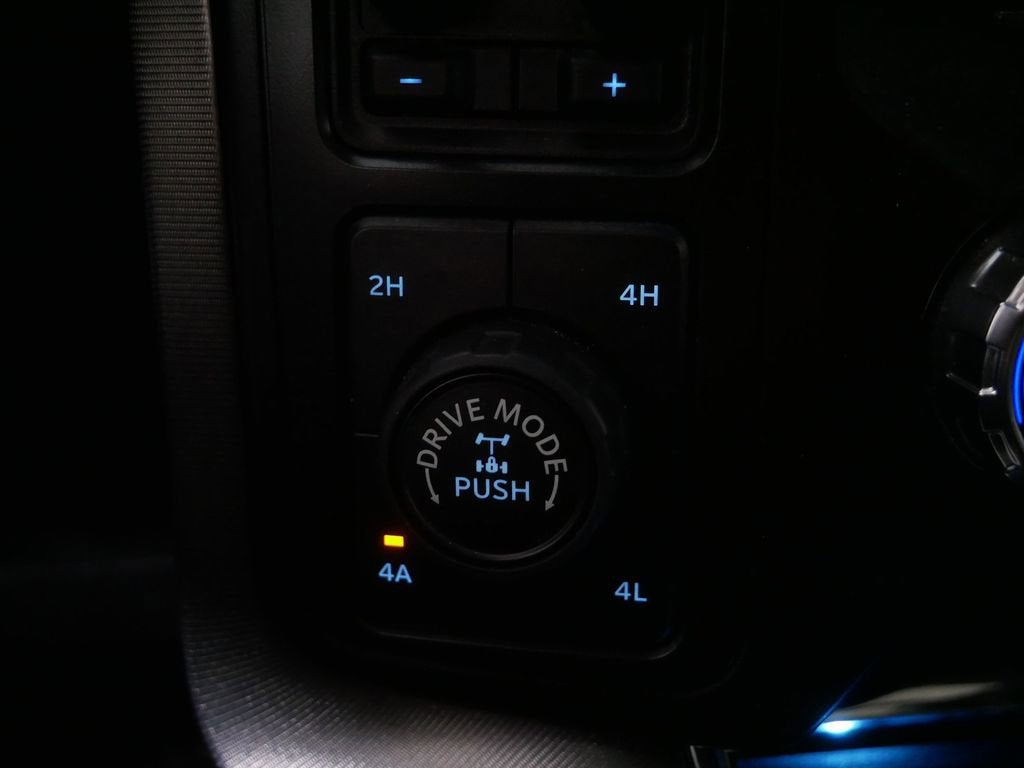 - +
2H 4H
DRIVE MODE
PUSH
4A 4L